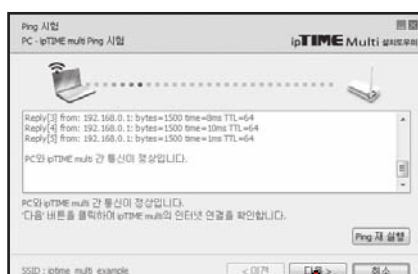 Ping 시험
PC - ipTIME multi Ping 시험
ipTIME Multi 설치도우미
Reply[3] from: 192.168.0.1: bytes=1500 time=8ms TTL=64
Reply[4] from: 192.168.0.1: bytes=1500 time=10ms TTL=64
Reply[5] from: 192.168.0.1: bytes=1500 time=1ms TTL=64
PC와 ipTIME multi 간 통신이 정상입니다.
PC와 ipTIME multi 간 통신이 정상입니다.
'다음' 버튼을 클릭하여 ipTIME multi의 인터넷 연결을 확인합니다.
Ping 재 실행
SSID : iptime_multi_example
< 이전
다음 >
취소